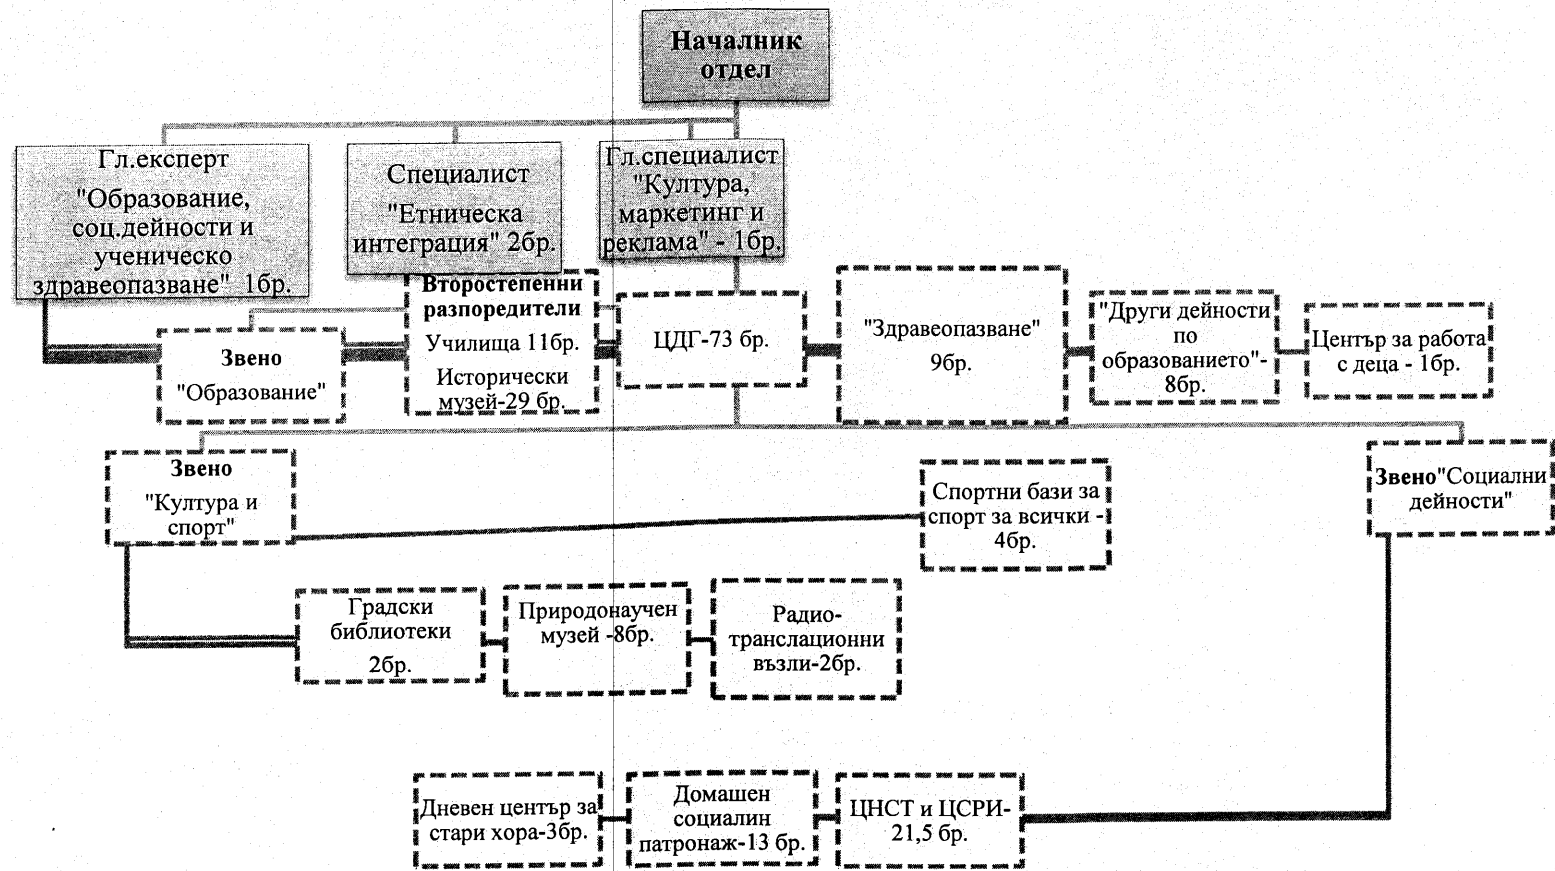 Началник
отдел
Гл.експерт
"Образование,
соц.дейности и
ученическо
здравеопазване" 1бр.
Специалист
"Етническа
интеграция" 2бр.
Гл.специалист
"Култура,
маркетинг и
реклама" - 1бр.
Звено
"Образование"
Второстепенни
разпоредители
Училища 11бр.
Исторически
музей-29 бр.
ЦДГ-73 бр.
"Здравеопазване"
9бр.
"Други дейности
по
образованието"-
8бр.
Център за работа
с деца - 1бр.
Звено
"Култура и
спорт"
Спортни бази за
спорт за всички -
4бр.
Звено"Социални
дейности"
Градски
библиотеки
2бр.
Природонаучен
музей -8бр.
Радио-
транслационни
възли-2бр.
Дневен център за
стари хора-3бр.
Домашен
социалин
патронаж-13 бр.
ЦНСТ и ЦСРИ-
21,5 бр.